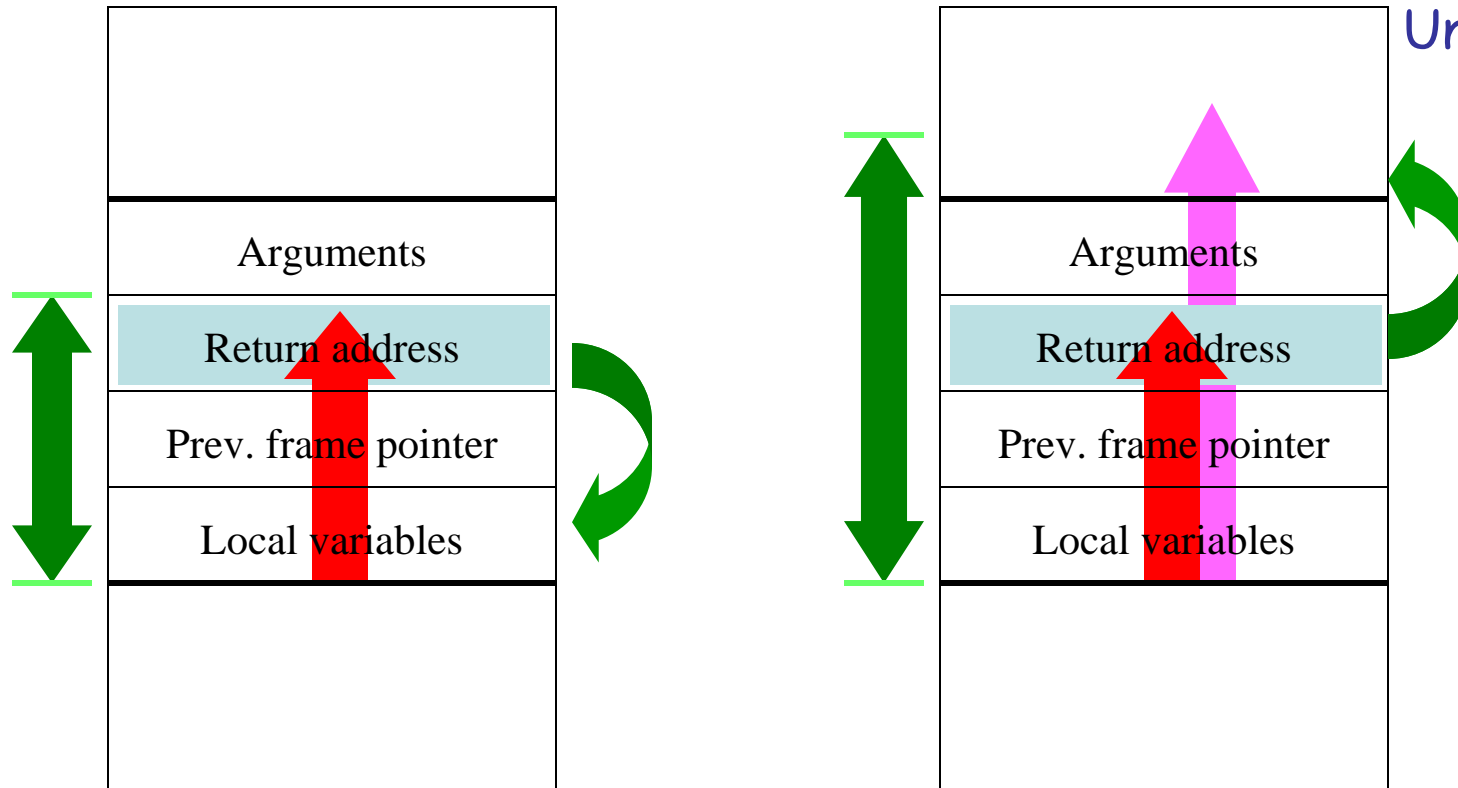 Arguments
Return address
Prev. frame pointer
Local variables
Arguments
Return address
Prev. frame pointer
Local variables